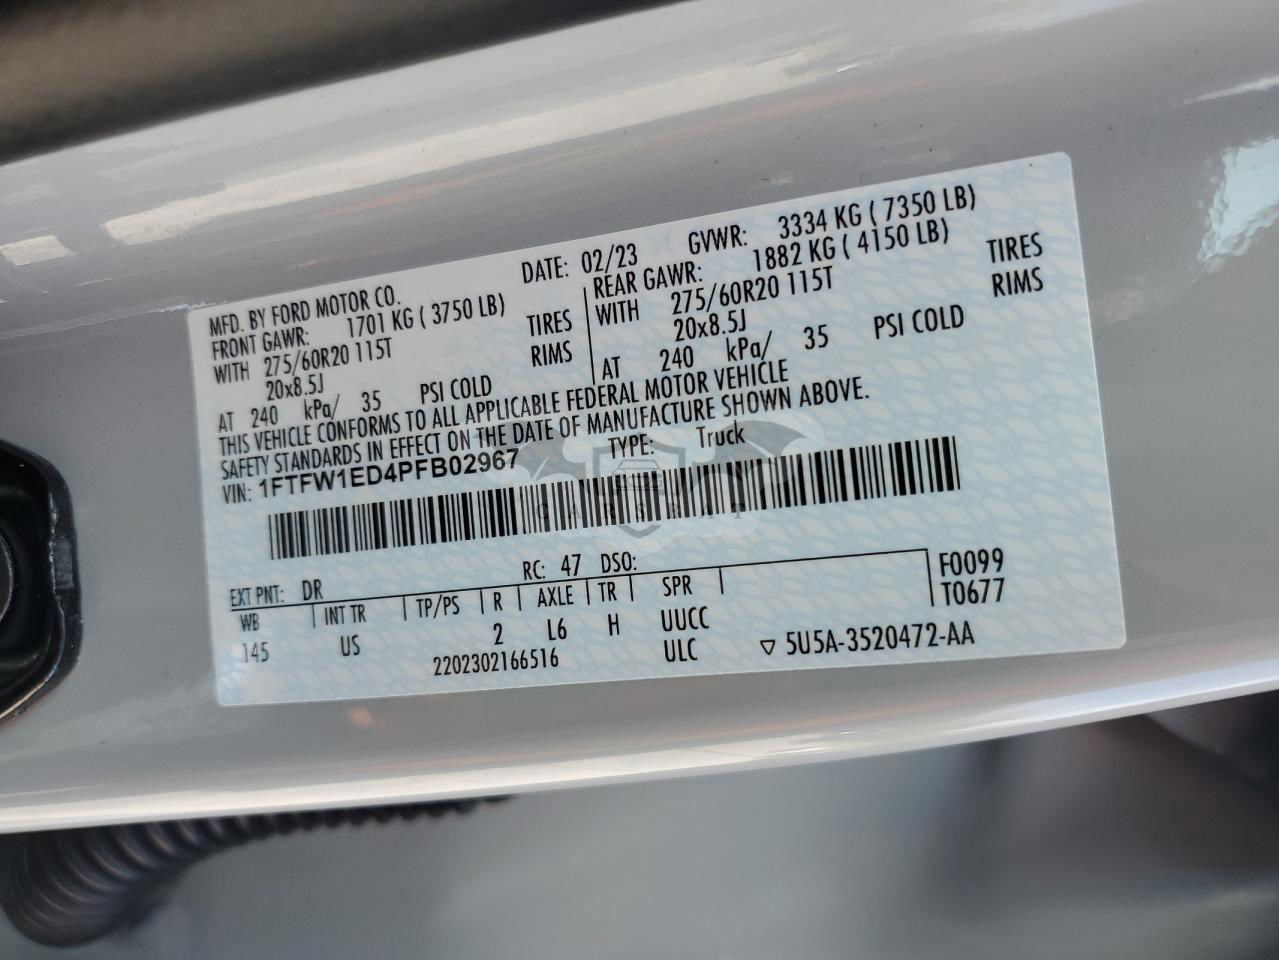 MFD. BY FORD MOTOR CO.
DATE: 02/23 GVWR: 3334 KG ( 7350 LB)
FRONT GAWR: 1701 KG ( 3750 LB)
WITH 275/60R20 115T TIRES
20x8.5J RIMS
AT 240 kPa/ 35 PSI COLD
REAR GAWR: 1882 KG ( 4150 LB)
WITH 275/60R20 115T TIRES
20x8.5J RIMS
AT 240 kPa/ 35 PSI COLD
THIS VEHICLE CONFORMS TO ALL APPLICABLE FEDERAL MOTOR VEHICLE
SAFETY STANDARDS IN EFFECT ON THE DATE OF MANUFACTURE SHOWN ABOVE.
VIN: 1FTFW1ED4PFB02967 TYPE: Truck
CARSBAT
EXT PNT: DR RC: 47 DSO:
WB INT TR TP/PS R AXLE TR SPR
145 US 2 L6 H UUCC
2202302166516 ULC
F0099
T0677
▽ 5U5A-3520472-AA